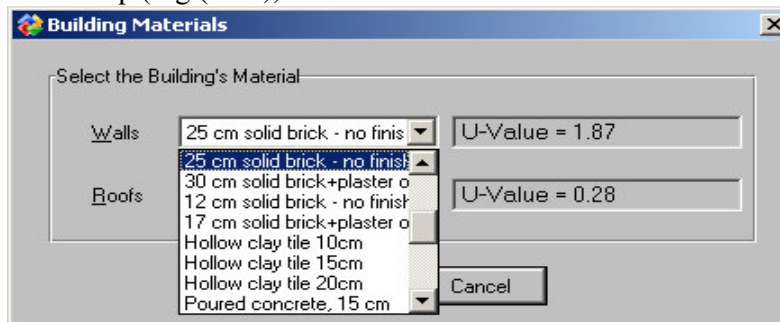 Building Materials
Select the Building's Material
Walls
25 cm solid brick - no finis
U-Value = 1.87
25 cm solid brick - no finish
30 cm solid brick+plaster o
12 cm solid brick - no finish
17 cm solid brick+plaster o
Hollow clay tile 10cm
Hollow clay tile 15cm
Hollow clay tile 20cm
Poured concrete, 15 cm
Roofs
U-Value = 0.28
Cancel